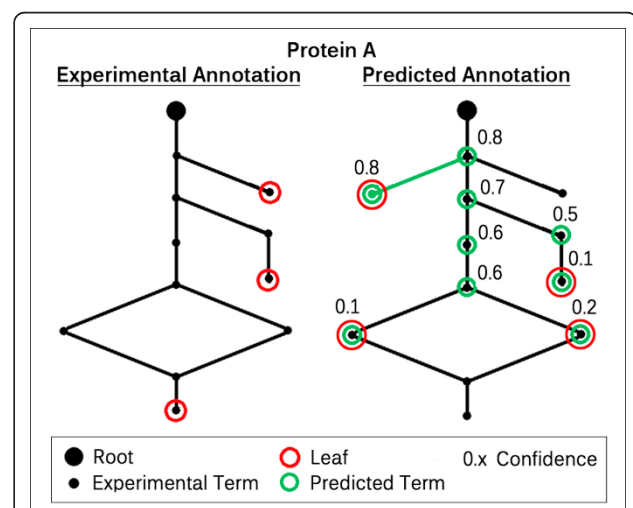 Protein A
Experimental Annotation Predicted Annotation
0.8
0.8
0.7
0.5
0.6
0.1
0.6
0.1
0.2
Root Leaf 0.x Confidence
Experimental Term Predicted Term